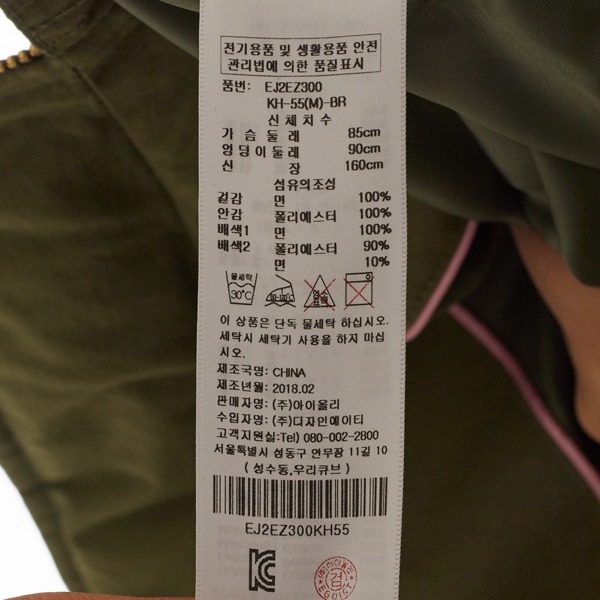 전기용품 및 생활용품 안전
관리법에 의한 품질표시
품번: EJ2EZ300
KH-55(M)-BR
신체치수
가슴둘레 85cm
엉덩이둘레 90cm
신장 160cm
섬유의조성
겉감 면 100%
안감 폴리에스터 100%
배색1 면 100%
배색2 폴리에스터 90%
면 10%
물세탁
30℃
이 상품은 단독 물세탁 하십시오.
세탁시 세탁기 사용을 하지 마십
시오.
제조국명: CHINA
제조년월: 2018.02
판매자명: (주)아이올리
수입자명: (주)디자인에이티
고객지원실:Tel) 080-002-2800
서울특별시 성동구 연무장 11길 10
(성수동,우리큐브)
EJ2EZ300KH55
검
EGOIST